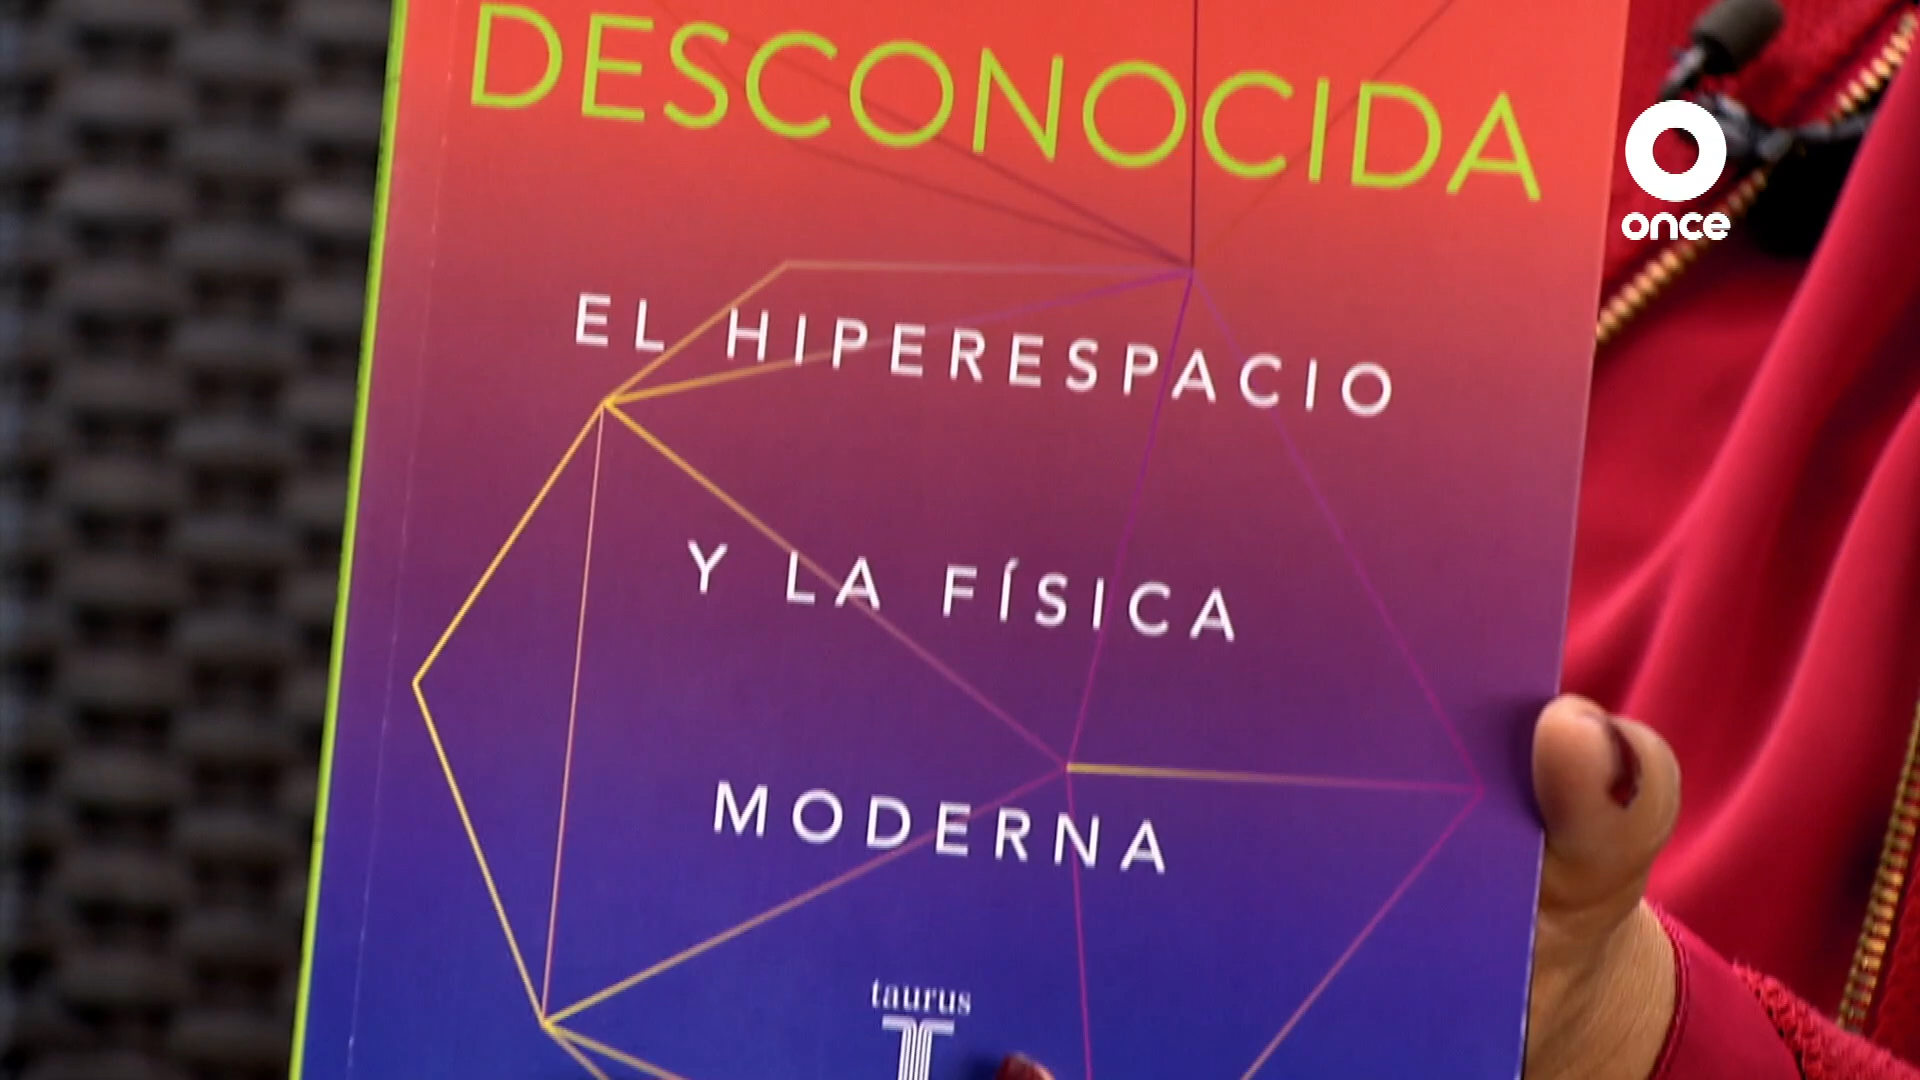 DESCONOCIDA
once
EL HIPERESPACIO
Y LA FÍSICA
MODERNA
taurus